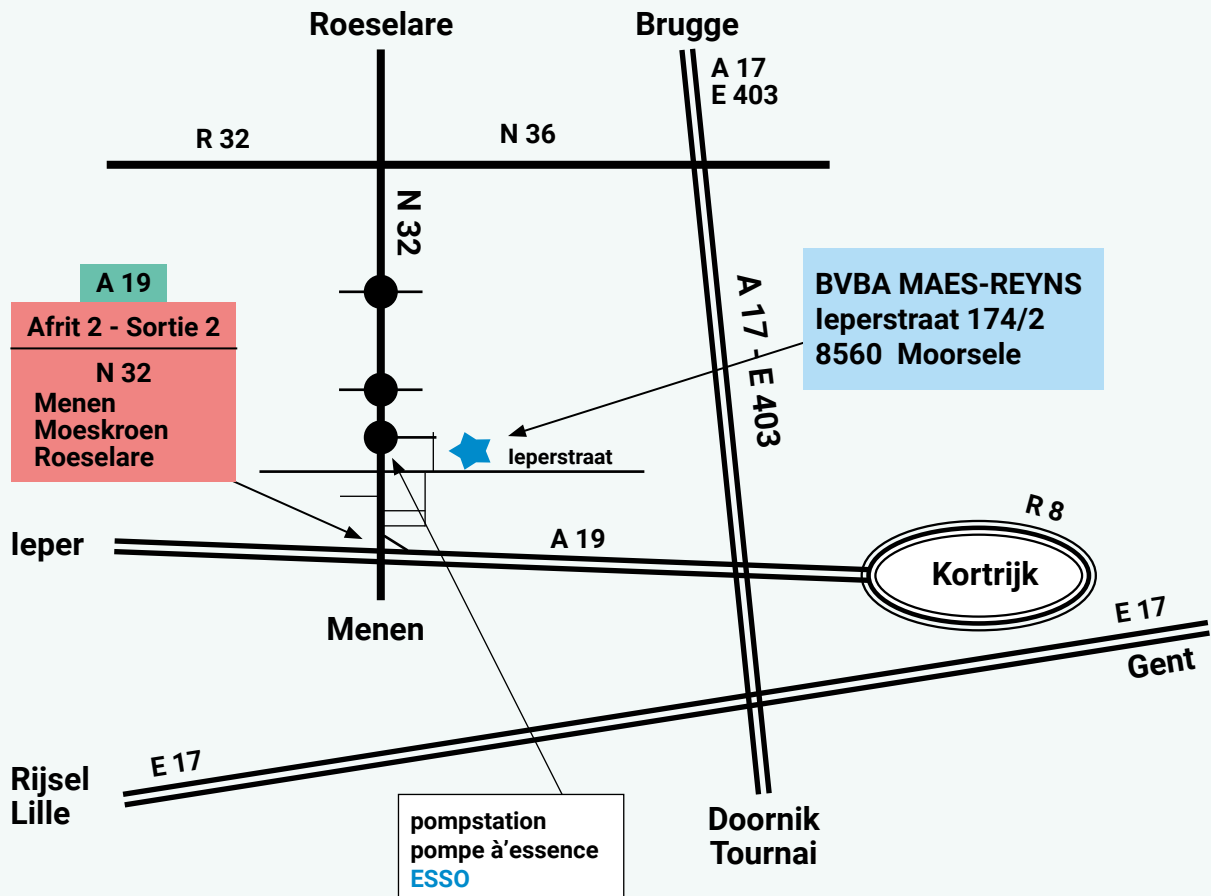 Roeselare
Brugge
A 17
E 403
R 32
N 36
N 32
A 19
Afrit 2 - Sortie 2
N 32
Menen
Moeskroen
Roeselare
A 17 - E 403
BVBA MAES-REYNS
Ieperstraat 174/2
8560 Moorsele
Ieperstraat
Ieper
A 19
R 8
Kortrijk
Menen
E 17
Gent
E 17
Rijsel
Lille
pompstation
pompe à'essence
ESSO
Doornik
Tournai